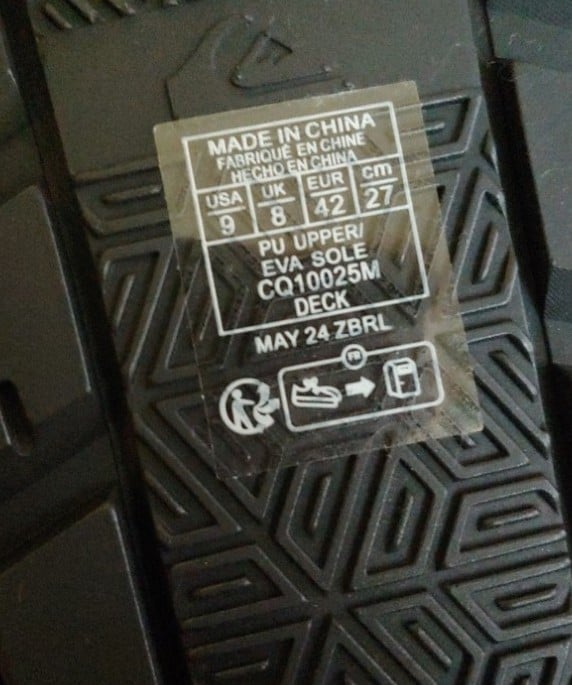 MADE IN CHINA
FABRIQUÉ EN CHINE
HECHO EN CHINA
USA UK EUR cm
9 8 42 27
PU UPPER/
EVA SOLE
CQ10025M
DECK
MAY 24 ZBRL
FR